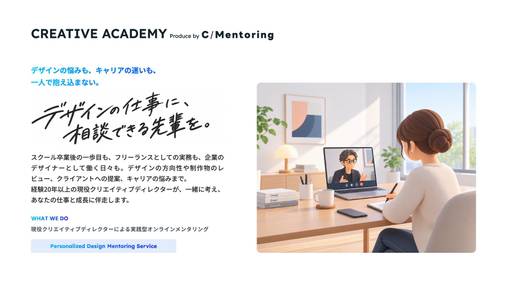 CREATIVE ACADEMY Produce by C/Mentoring
デザインの悩みも、キャリアの迷いも、
一人で抱え込まない。
デザインの仕事に、
相談できる先輩を。
スクール卒業後の一歩目も、フリーランスとしての実務も、企業の
デザイナーとして働く日々も。デザインの方向性や制作物のレ
ビュー、クライアントへの提案、キャリアの悩みまで。
経験20年以上の現役クリエイティブディレクターが、一緒に考え、
あなたの仕事と成長に伴走します。
WHAT WE DO
現役クリエイティブディレクターによる実践型オンラインメンタリング
Personalized Design Mentoring Service